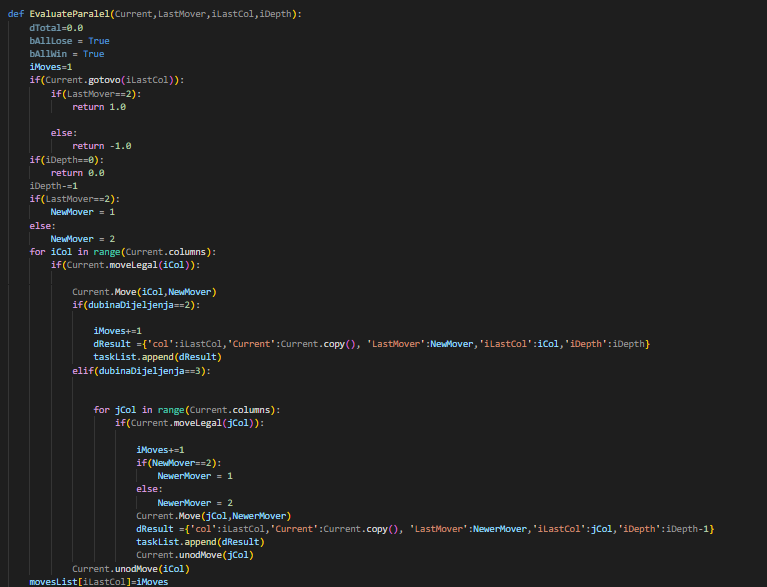 def EvaluateParalel(Current,LastMover,iLastCol,iDepth):
    dTotal=0.0
    bAllLose = True
    bAllWin = True
    iMoves=1
    if(Current.gotovo(iLastCol)):
        if(LastMover==2):
            return 1.0
        else:
            return -1.0
    if(iDepth==0):
        return 0.0
    iDepth-=1
    if(LastMover==2):
        NewMover = 1
    else:
        NewMover = 2
    for iCol in range(Current.columns):
        if(Current.moveLegal(iCol)):
            Current.Move(iCol,NewMover)
            if(dubinaDijeljenja==2):
                iMoves+=1
                dResult ={'col':iLastCol,'Current':Current.copy(), 'LastMover':NewMover,'iLastCol':iCol,'iDepth':iDepth}
                taskList.append(dResult)
            elif(dubinaDijeljenja==3):
                for jCol in range(Current.columns):
                    if(Current.moveLegal(jCol)):
                        iMoves+=1
                        if(NewMover==2):
                            NewerMover = 1
                        else:
                            NewerMover = 2
                        Current.Move(jCol,NewerMover)
                        dResult ={'col':iLastCol,'Current':Current.copy(), 'LastMover':NewerMover,'iLastCol':jCol,'iDepth':iDepth-1}
                        taskList.append(dResult)
                        Current.unodMove(jCol)
            Current.unodMove(iCol)
    movesList[iLastCol]=iMoves